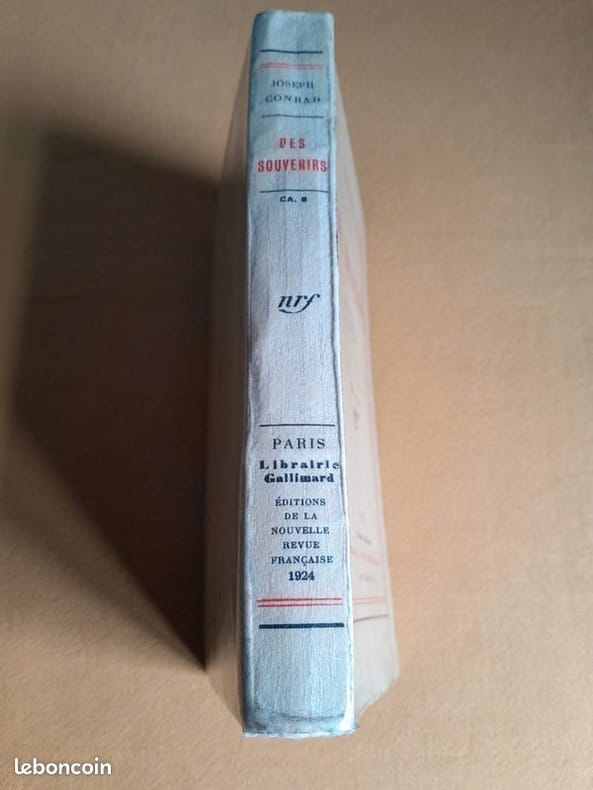 JOSEPH
CONRAD
DES
SOUVENIRS
CA. 8
nrf
PARIS
Librairie
Gallimard
ÉDITIONS
DE LA
NOUVELLE
REVUE
FRANÇAISE
1924
leboncoin